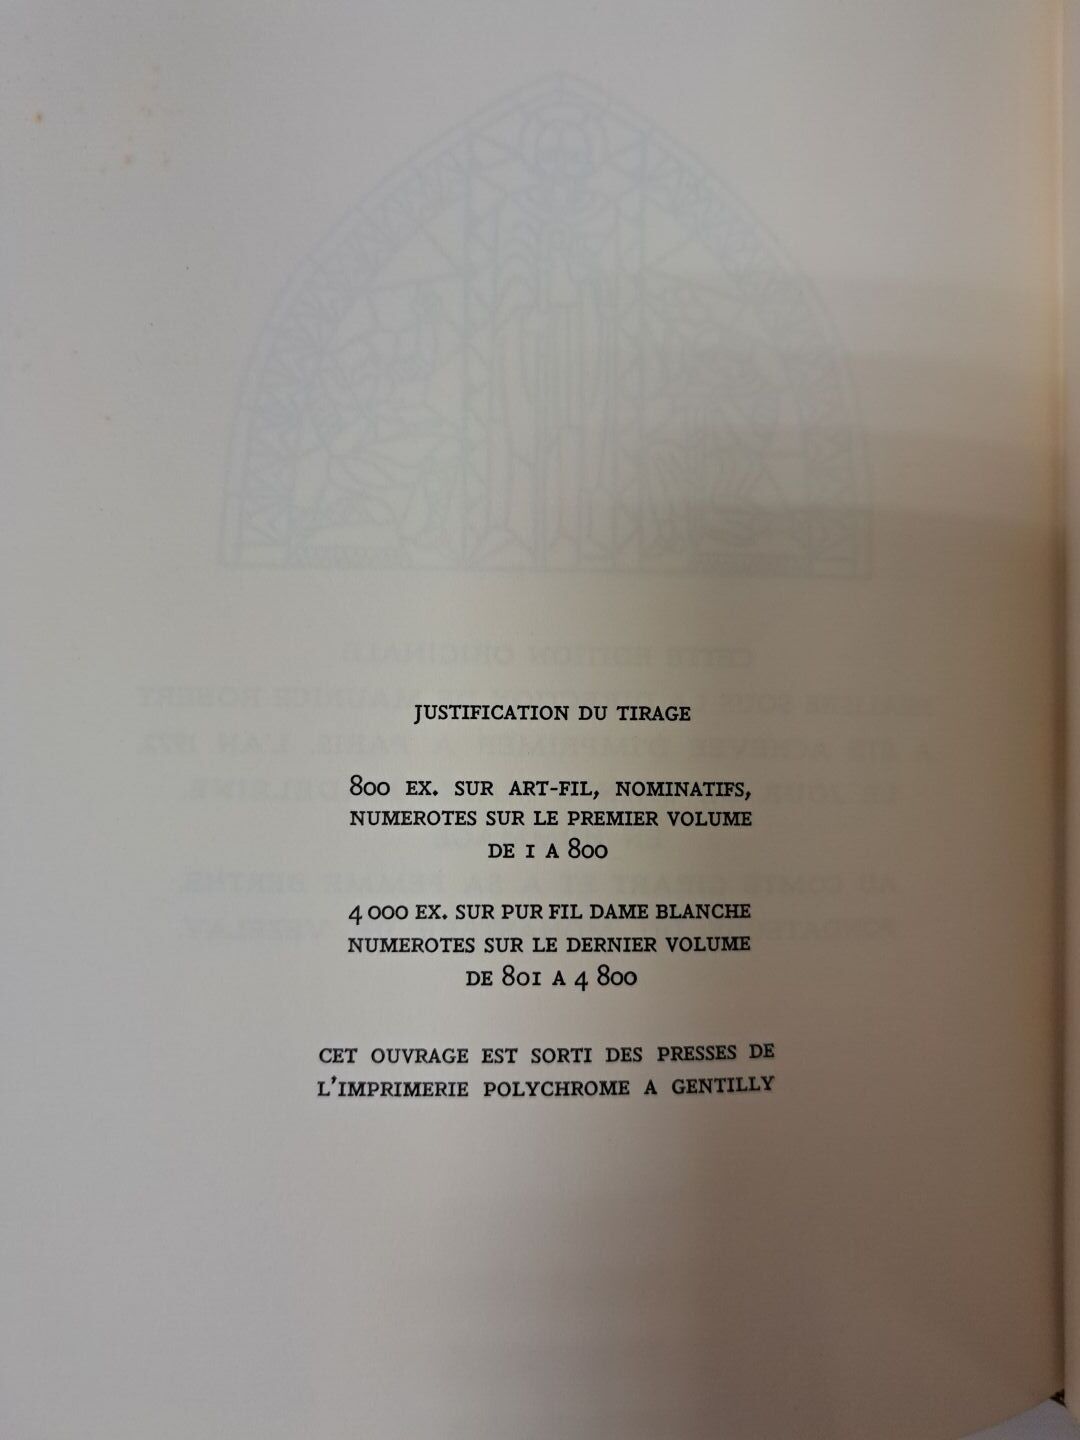 JUSTIFICATION DU TIRAGE
800 EX. SUR ART-FIL, NOMINATIFS,
NUMEROTES SUR LE PREMIER VOLUME
DE 1 A 800
4 000 EX. SUR PUR FIL DAME BLANCHE
NUMEROTES SUR LE DERNIER VOLUME
DE 801 A 4 800
CET OUVRAGE EST SORTI DES PRESSES DE
L'IMPRIMERIE POLYCHROME A GENTILLY